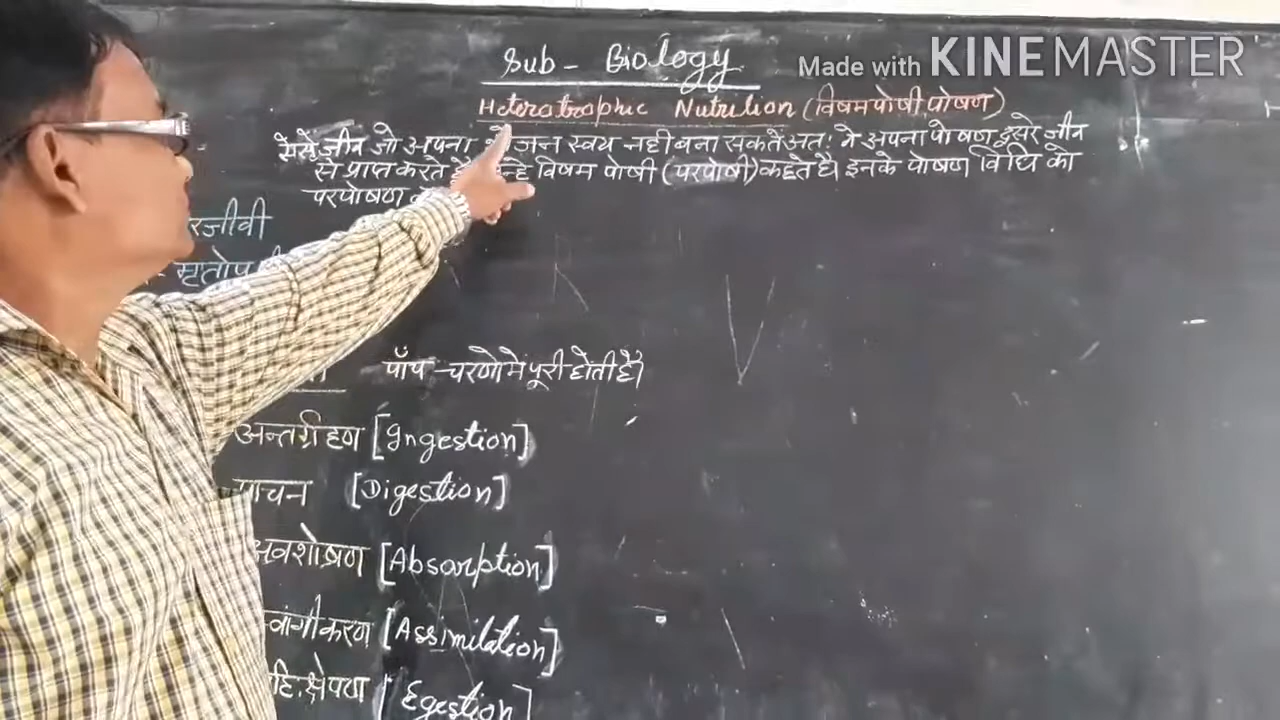 Sub - Biology
Made with KINEMASTER
Heterotrophic Nutrition (विषमपोषी पोषण)
ऐसें जीव जो अपना जन स्वय नही बना सकते अतः वे अपना पोषण दुसरे जीव
से प्राप्त करते विषम पोषी (परपोषी) कहते है। इनके पोषण विधि को
परपोषण
रजीवी
पाँच -चरणो मे पूरी होती है।
अन्तर्ग्रहण [Ingestion]
पाचन [Digestion]
अवशोषण [Absorption]
वांगीकरण [Assimilation]
हि:क्षेपण [Egestion]